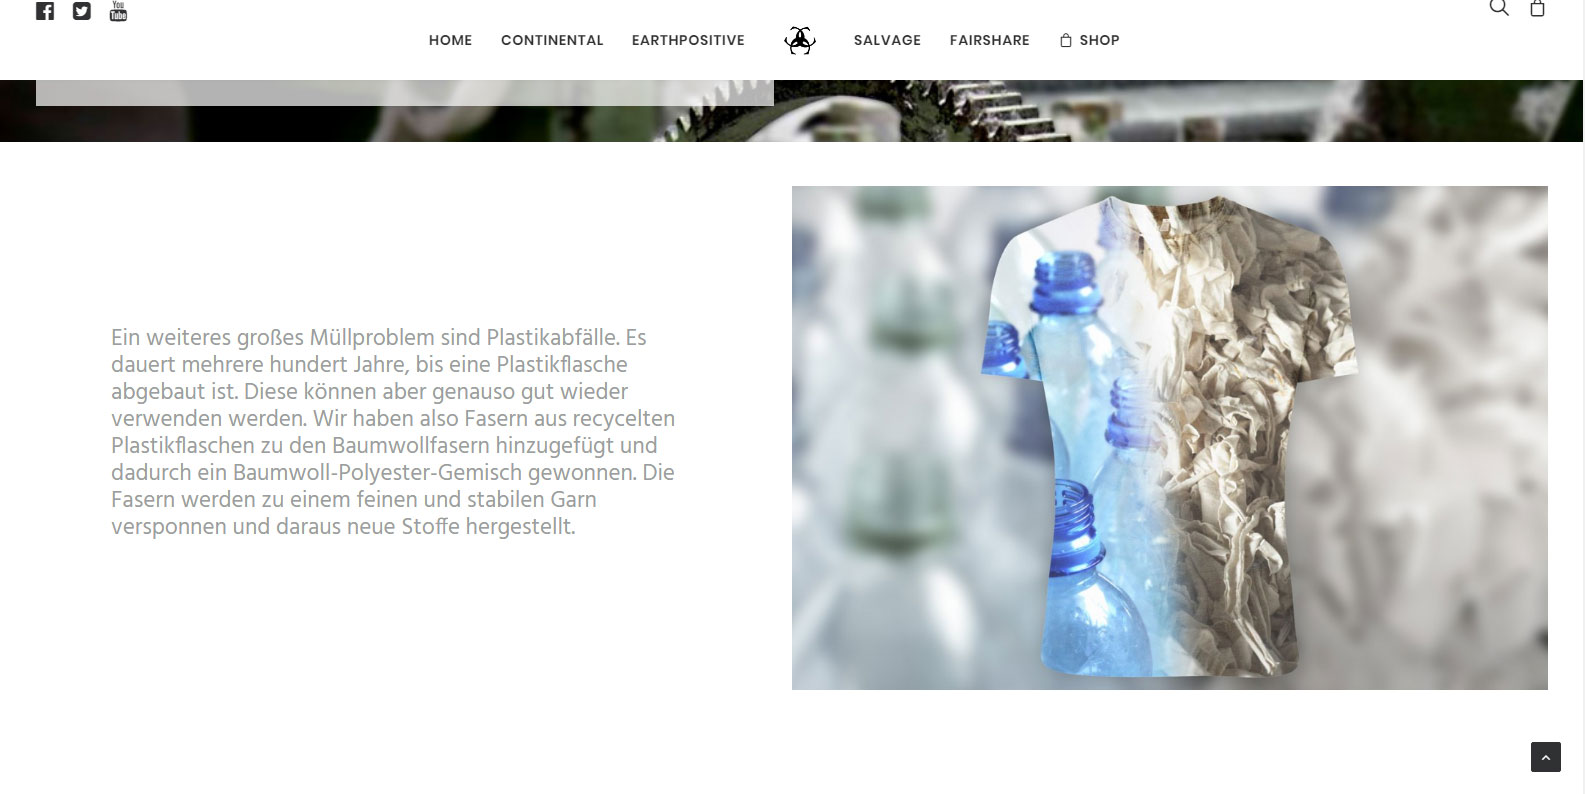 You
Tube
HOME CONTINENTAL EARTHPOSITIVE SALVAGE FAIRSHARE SHOP
Ein weiteres großes Müllproblem sind Plastikabfälle. Es
dauert mehrere hundert Jahre, bis eine Plastikflasche
abgebaut ist. Diese können aber genauso gut wieder
verwenden werden. Wir haben also Fasern aus recycelten
Plastikflaschen zu den Baumwollfasern hinzugefügt und
dadurch ein Baumwoll-Polyester-Gemisch gewonnen. Die
Fasern werden zu einem feinen und stabilen Garn
versponnen und daraus neue Stoffe hergestellt.